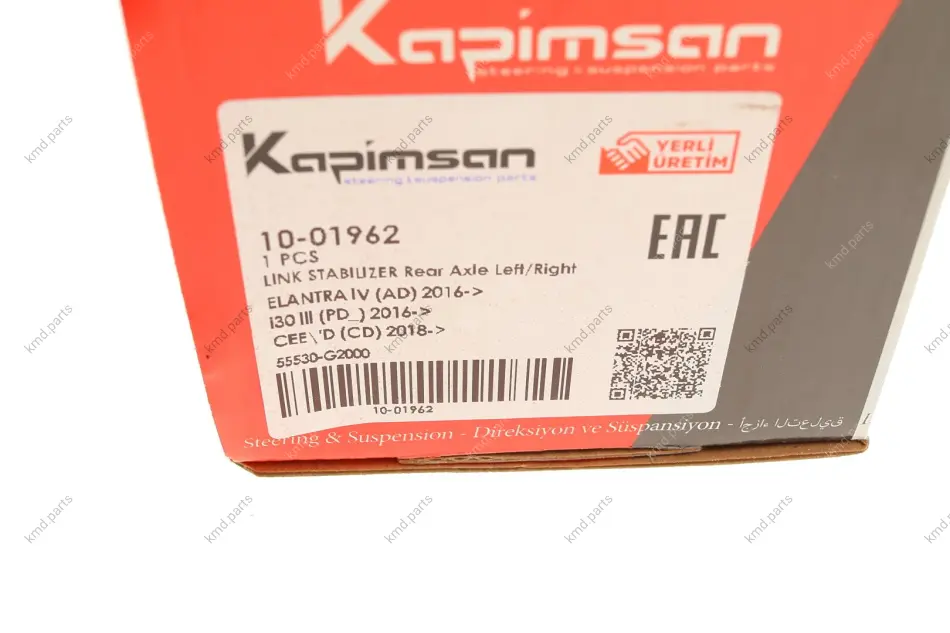 Kapimsan
steering & suspension parts
Kapimsan
steering & suspension parts
YERLİ
ÜRETİM
10-01962
1 PCS
LINK STABILIZER Rear Axle Left/Right
EAC
ELANTRA IV (AD) 2016->
i30 III (PD_) 2016->
CEE\'D (CD) 2018->
55530-G2000
10-01962
Steering & Suspension - Direksiyon ve Süspansiyon - أجزاء التعليق
kmd.parts